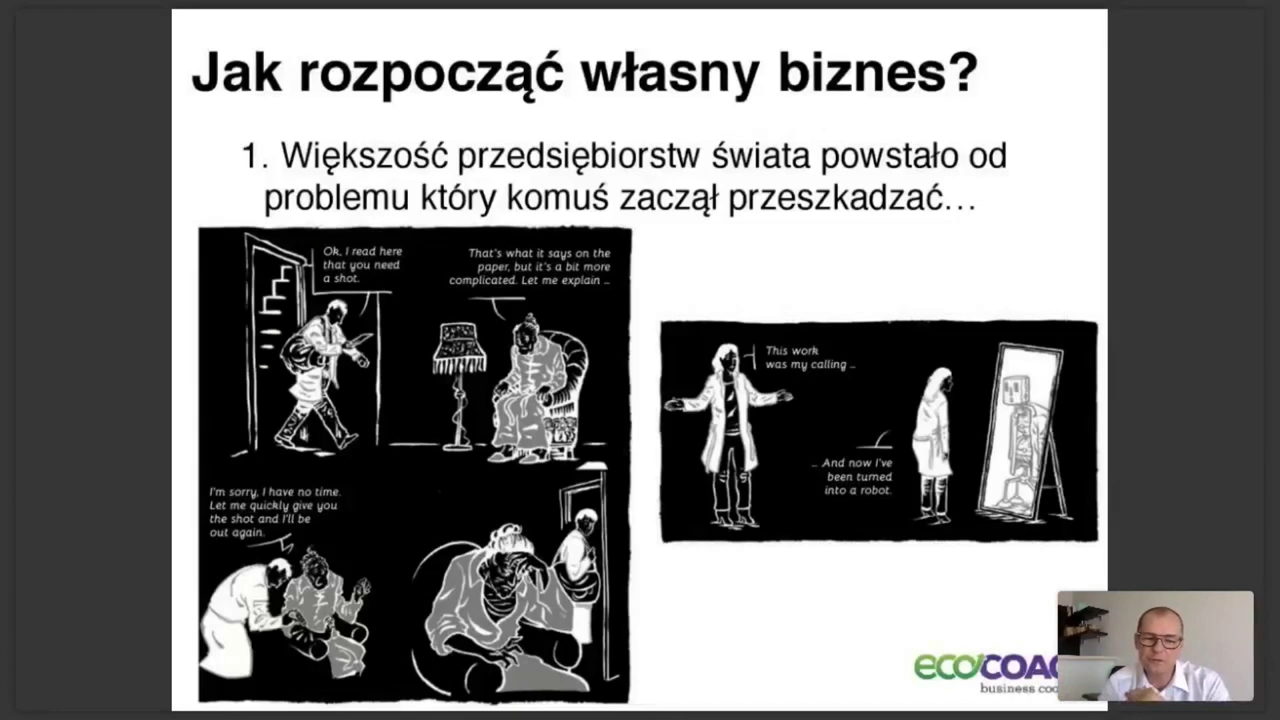 Jak rozpocząć własny biznes?
1. Większość przedsiębiorstw świata powstało od
problemu który komuś zaczął przeszkadzać…
Ok, I read here
that you need
a shot.
That's what it says on the
paper, but it's a bit more
complicated. Let me explain ...
I'm sorry, I have no time.
Let me quickly give you
the shot and I'll be
out again.
This work
was my calling ...
... And now I've
been turned
into a robot.
ECO'COAC
business coa